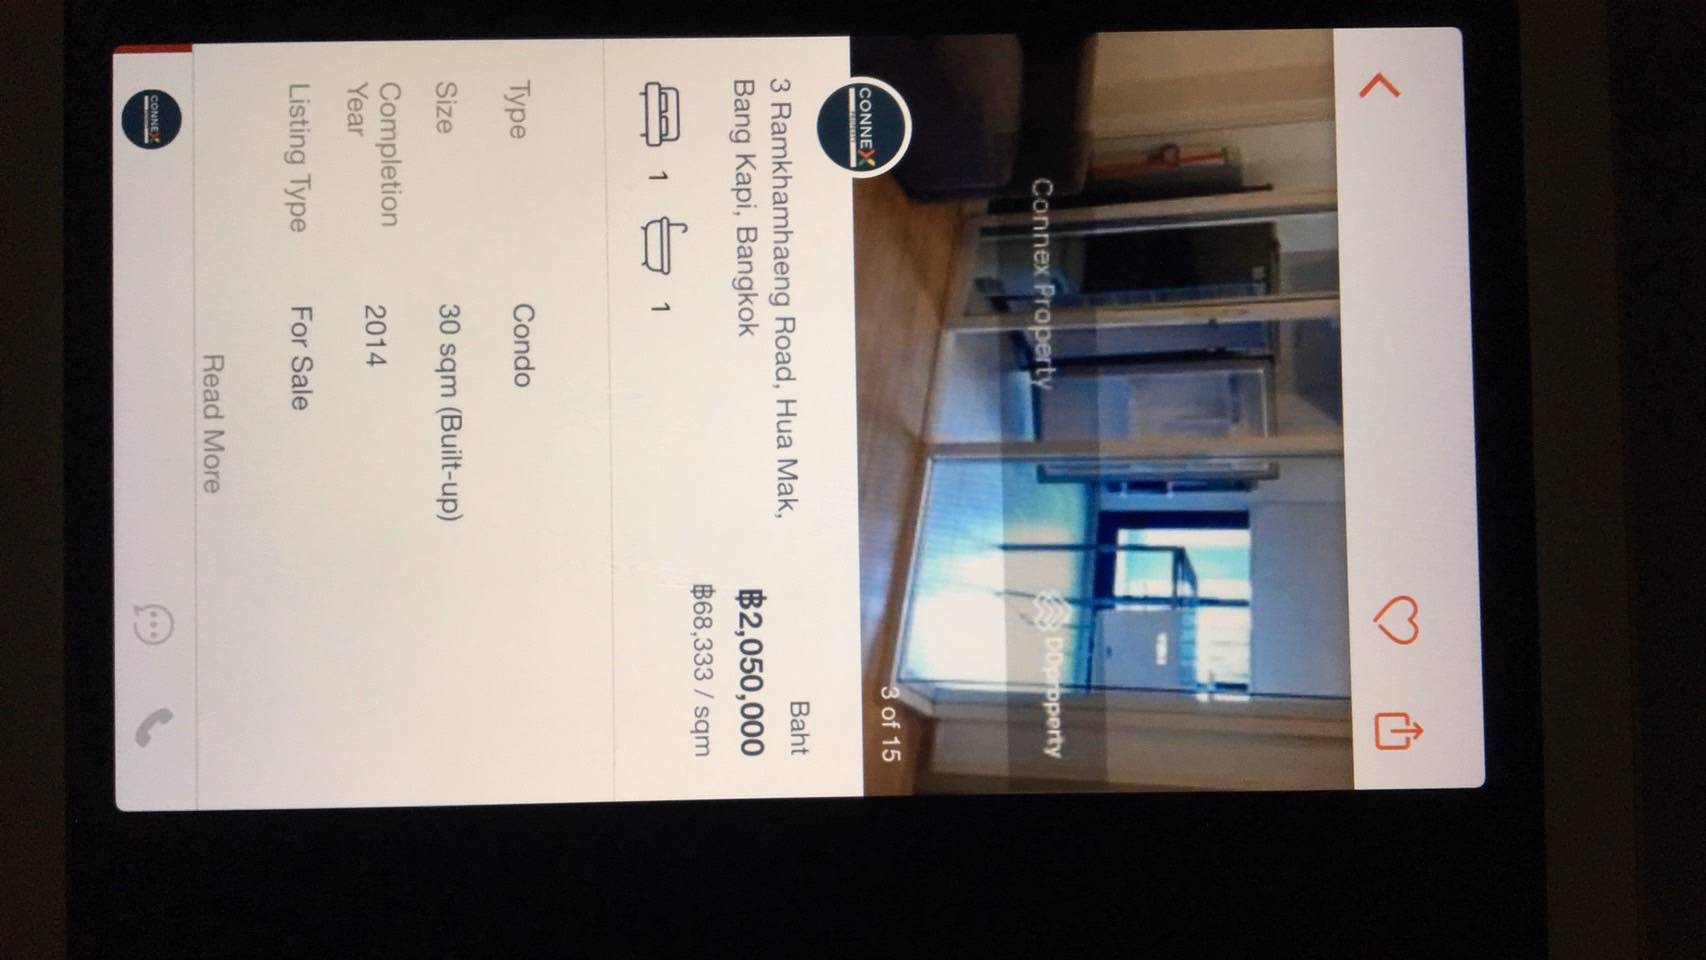 Connex Property
DDproperty
3 of 15
CONNEX
3 Ramkhamhaeng Road, Hua Mak,
Bang Kapi, Bangkok
Baht
฿2,050,000
฿68,333 / sqm
1
1
Type
Condo
Size
30 sqm (Built-up)
Completion
Year
2014
Listing Type
For Sale
Read More
CONNEX